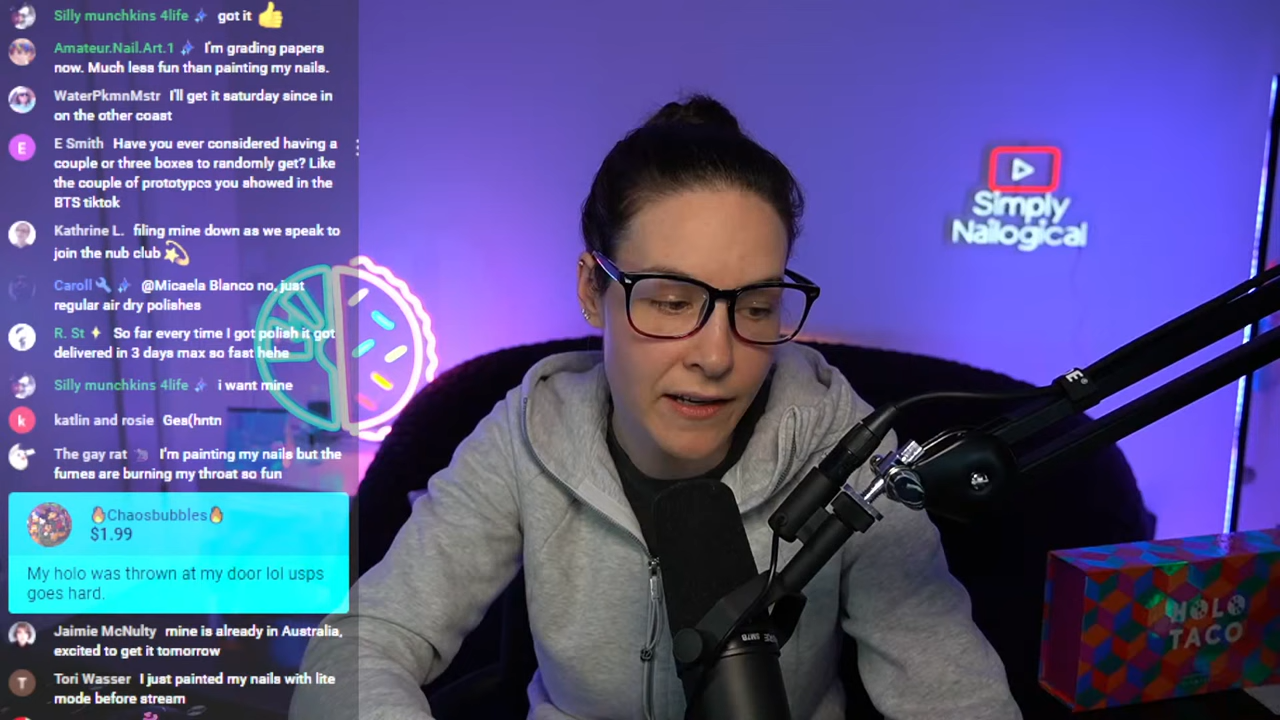 Silly munchkins 4life got it
Amateur.Nail.Art.1 I'm grading papers
now. Much less fun than painting my nails.
WaterPkmnMstr I'll get it saturday since in
on the other coast
E
E Smith Have you ever considered having a
couple or three boxes to randomly get? Like
the couple of prototypes you showed in the
BTS tiktok
Kathrine L. filing mine down as we speak to
join the nub club
Caroll @Micaela Blanco no, just
regular air dry polishes
R. St So far every time I got polish it got
delivered in 3 days max so fast hehe
Silly munchkins 4life i want mine
k
katlin and rosie Gea(hntn
The gay rat I'm painting my nails but the
fumes are burning my throat so fun
Chaosbubbles
$1.99
My holo was thrown at my door lol usps
goes hard.
Jaimie McNulty mine is already in Australia,
excited to get it tomorrow
T
Tori Wasser I just painted my nails with lite
mode before stream
Simply
Nailogical
HOLO
TACO